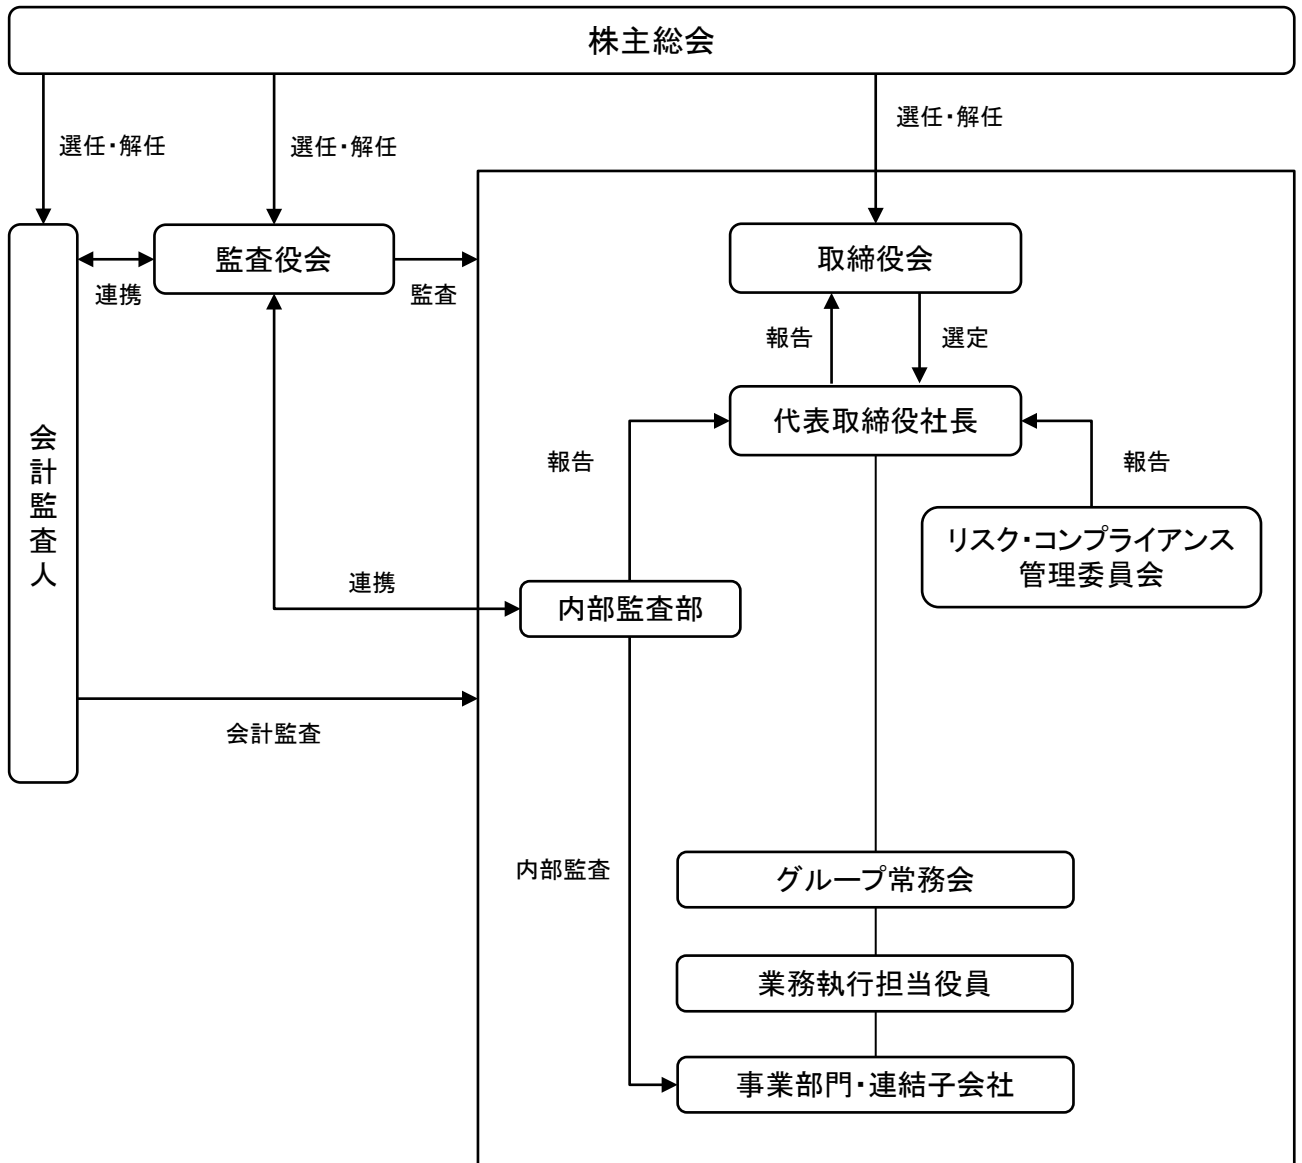 株主総会
選任・解任
選任・解任
選任・解任
監査役会
取締役会
連携
監査
報告
選定
代表取締役社長
会計監査人
報告
報告
リスク・コンプライアンス
管理委員会
連携
内部監査部
会計監査
内部監査
グループ常務会
業務執行担当役員
事業部門・連結子会社